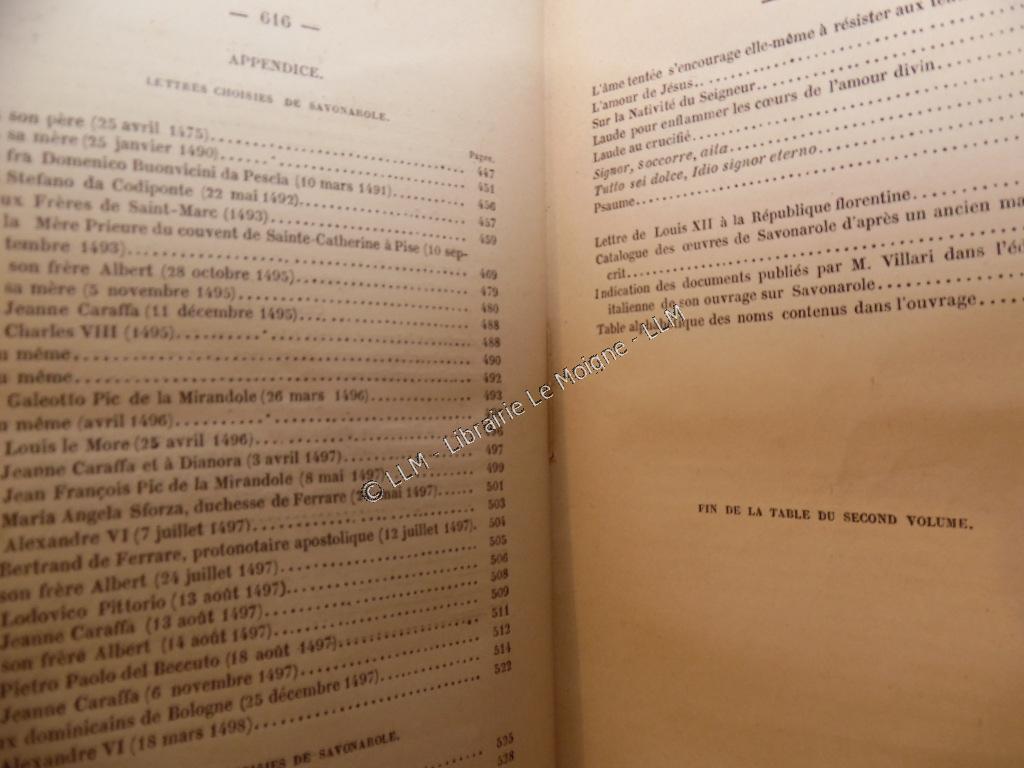 — 616 —
APPENDICE.
LETTRES CHOISIES DE SAVONAROLE.
Pages.
son père (25 avril 1475) 447
sa mère (25 janvier 1490) 451
fra Domenico Buonvicini da Pescia (10 mars 1491) 456
Stefano da Codiponte (22 mai 1492) 457
ux Frères de Saint-Marc (1493) 459
la Mère Prieure du couvent de Sainte-Catherine à Pise (10 sep-
tembre 1493) 469
son frère Albert (28 octobre 1495) 479
sa mère (5 novembre 1495) 480
Jeanne Caraffa (11 décembre 1495) 488
Charles VIII (1495) 488
même 490
même 492
Galeotto Pic de la Mirandole (26 mars 1496) 493
même (avril 1496)
Louis le More (25 avril 1496)
Jeanne Caraffa et à Dianora (3 avril 1497) 497
Jean François Pic de la Mirandole (8 mai 1497) 499
Maria Angela Sforza, duchesse de Ferrare (2 mai 1497) 501
Alexandre VI (7 juillet 1497) 503
Bertrand de Ferrare, protonotaire apostolique (12 juillet 1497). 504
son frère Albert (24 juillet 1497) 505
Lodovico Pittorio (13 août 1497) 506
Jeanne Caraffa (13 août 1497) 508
son frère Albert (14 août 1497) 509
Pietro Paolo del Beccuto (18 août 1497) 511
Jeanne Caraffa (6 novembre 1497) 512
ux dominicains de Bologne (25 décembre 1497) 514
Alexandre VI (18 mars 1498) 522
DE SAVONAROLE.
525
528
L'âme tentée s'encourage elle-même à résister aux
L'amour de Jésus
Sur la Nativité du Seigneur
Laude pour enflammer les cœurs de l'amour divin
Laude au crucifié
Signor, soccorre, aita
Tutto sei dolce, Idio signor eterno
Psaume
Lettre de Louis XII à la République florentine
Catalogue des œuvres de Savonarole d'après un ancien ma
crit
Indication des documents publiés par M. Villari dans l'éd
italienne de son ouvrage sur Savonarole
Table al des noms contenus dans l'ouvrage
FIN DE LA TABLE DU SECOND VOLUME.
© LLM - Librairie Le Moigne - LLM